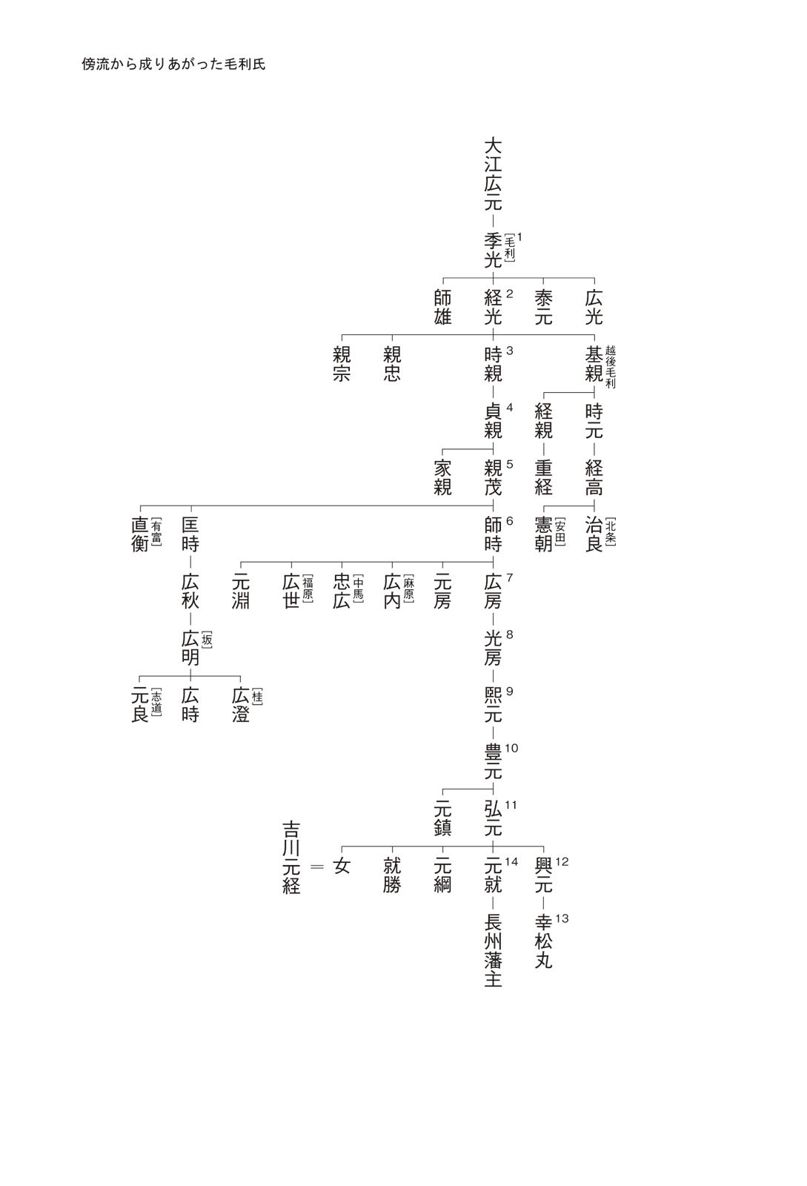 傍流から成りあがった毛利氏
大江広元
季光 [毛利] 1
広光
泰元
経光 2
師雄
基親 越後毛利
時親 3
親忠
親宗
時元
経親
貞親 4
経高
重経
親茂 5
家親
治良 [北条]
憲朝 [安田]
師時 6
匡時
直衡 [有富]
広房 7
元房
広内 [麻原]
忠広 [中馬]
広世 [福原]
元淵
広秋
光房 8
広明 [坂]
熙元 9
広澄 [桂]
広時
元良 [志道]
豊元 10
弘元 11
元鎮
興元 12
元就 14
元綱
就勝
女
＝
吉川元経
幸松丸 13
長州藩主